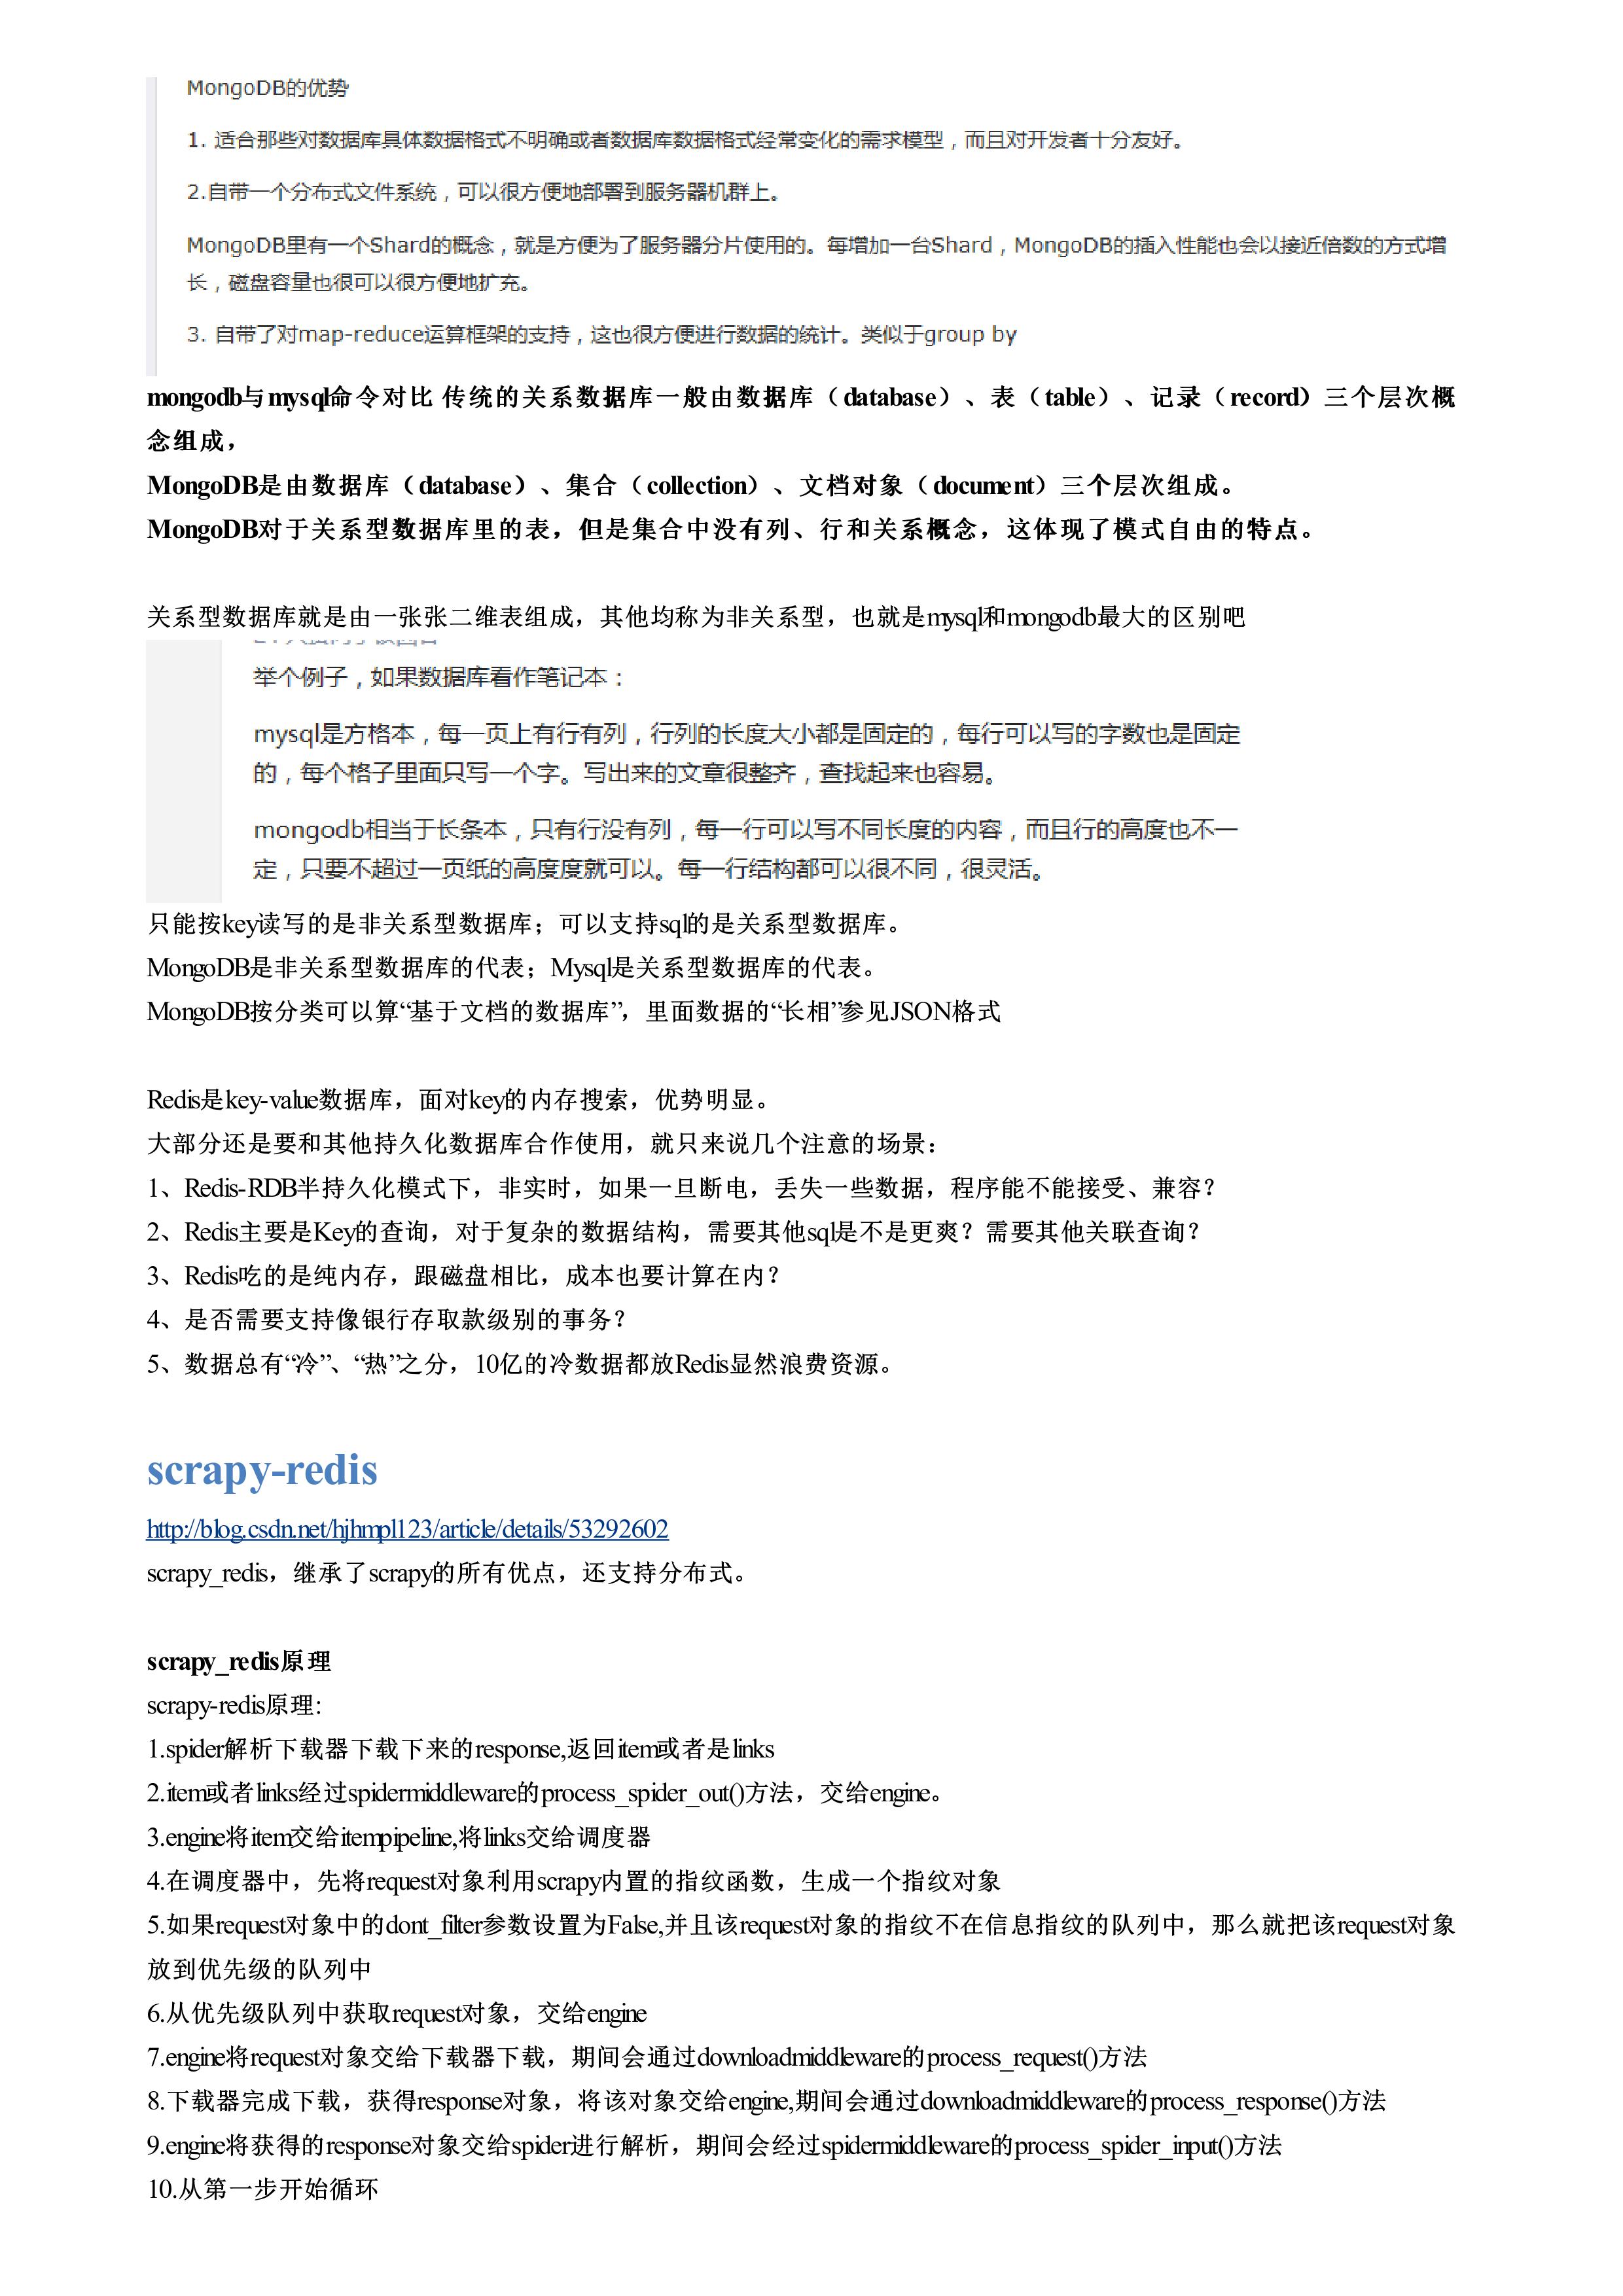 MongoDB的优势
1. 适合那些对数据库具体数据格式不明确或者数据库数据格式经常变化的需求模型，而且对开发者十分友好。
2.自带一个分布式文件系统，可以很方便地部署到服务器机群上。
MongoDB里有一个Shard的概念，就是方便为了服务器分片使用的。每增加一台Shard，MongoDB的插入性能也会以接近倍数的方式增
长，磁盘容量也很可以很方便地扩充。
3. 自带了对map-reduce运算框架的支持，这也很方便进行数据的统计。类似于group by
mongodb与mysql命令对比 传统的关系数据库一般由数据库（database）、表（table）、记录（record）三个层次概
念组成，
MongoDB是由数据库（database）、集合（collection）、文档对象（document）三个层次组成。
MongoDB对于关系型数据库里的表，但是集合中没有列、行和关系概念，这体现了模式自由的特点。
关系型数据库就是由一张张二维表组成，其他均称为非关系型，也就是mysql和mongodb最大的区别吧
举个例子，如果数据库看作笔记本：
mysql是方格本，每一页上有行有列，行列的长度大小都是固定的，每行可以写的字数也是固定
的，每个格子里面只写一个字。写出来的文章很整齐，查找起来也容易。
mongodb相当于长条本，只有行没有列，每一行可以写不同长度的内容，而且行的高度也不一
定，只要不超过一页纸的高度度就可以。每一行结构都可以很不同，很灵活。
只能按key读写的是非关系型数据库；可以支持sql的是关系型数据库。
MongoDB是非关系型数据库的代表；Mysql是关系型数据库的代表。
MongoDB按分类可以算“基于文档的数据库”，里面数据的“长相”参见JSON格式
Redis是key-value数据库，面对key的内存搜索，优势明显。
大部分还是要和其他持久化数据库合作使用，就只来说几个注意的场景：
1、Redis-RDB半持久化模式下，非实时，如果一旦断电，丢失一些数据，程序能不能接受、兼容？
2、Redis主要是Key的查询，对于复杂的数据结构，需要其他sql是不是更爽？需要其他关联查询？
3、Redis吃的是纯内存，跟磁盘相比，成本也要计算在内？
4、是否需要支持像银行存取款级别的事务？
5、数据总有“冷”、“热”之分，10亿的冷数据都放Redis显然浪费资源。
scrapy-redis
http://blog.csdn.net/hjhmpl123/article/details/53292602
scrapy_redis，继承了scrapy的所有优点，还支持分布式。
scrapy_redis原理
scrapy-redis原理:
1.spider解析下载器下载下来的response,返回item或者是links
2.item或者links经过spidermiddleware的process_spider_out()方法，交给engine。
3.engine将item交给itempipeline,将links交给调度器
4.在调度器中，先将request对象利用scrapy内置的指纹函数，生成一个指纹对象
5.如果request对象中的dont_filter参数设置为False,并且该request对象的指纹不在信息指纹的队列中，那么就把该request对象
放到优先级的队列中
6.从优先级队列中获取request对象，交给engine
7.engine将request对象交给下载器下载，期间会通过downloadmiddleware的process_request()方法
8.下载器完成下载，获得response对象，将该对象交给engine,期间会通过downloadmiddleware的process_response()方法
9.engine将获得的response对象交给spider进行解析，期间会经过spidermiddleware的process_spider_input()方法
10.从第一步开始循环